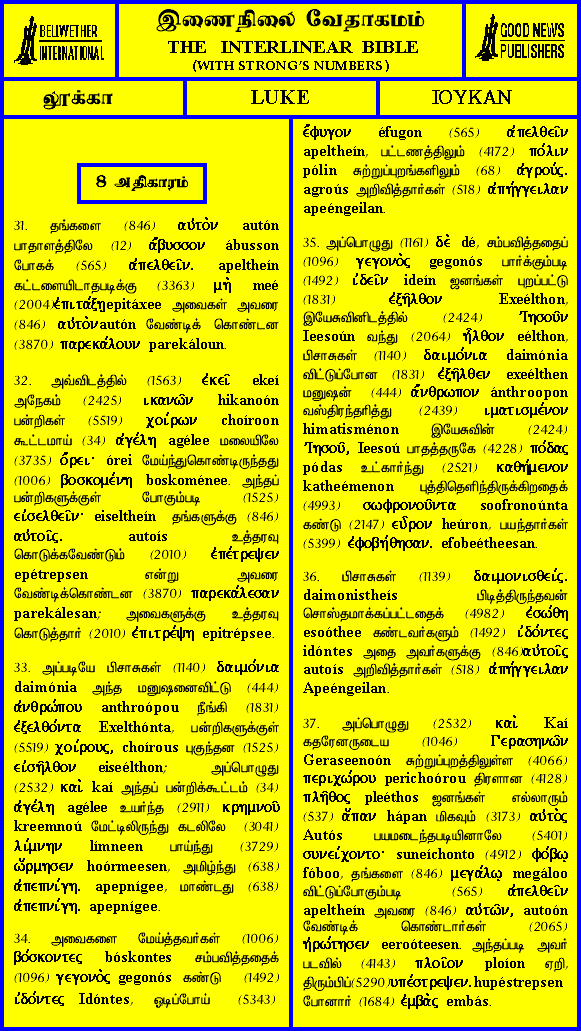 BELLWETHER
INTERNATIONAL
இணைநிலை வேதாகமம்
THE INTERLINEAR BIBLE
(WITH STRONG'S NUMBERS)
GOOD NEWS
PUBLISHERS
லூக்கா
LUKE
ΙΟΥΚΑΝ
8 அதிகாரம்
31. தங்களை (846) αὐτὸν autón
பாதாளத்திலே (12) ἄβυσσον ábusson
போகக் (565) ἀπελθεῖν. apeltheín
கட்டளையிடாதபடிக்கு (3363) μὴ meé
(2004)ἐπιτάξῃepitáxee அவைகள் அவரை
(846) αὐτὸνautón வேண்டிக் கொண்டன
(3870) παρεκάλουν parekáloun.
32. அவ்விடத்தில் (1563) ἐκεῖ ekeí
அநேகம் (2425) ικανῶν hikanoón
பன்றிகள் (5519) χοίρων choíroon
கூட்டமாய் (34) ἀγέλη agélee மலையிலே
(3735) ὄρει· órei மேய்ந்துகொண்டிருந்தது
(1006) βοσκομένη boskoménee. அந்தப்
பன்றிகளுக்குள் போகும்படி (1525)
εἰσελθεῖν· eiseltheín தங்களுக்கு (846)
αὐτοῖς. autoís உத்தரவு
கொடுக்கவேண்டும் (2010) ἐπέτρεψεν
epétrepsen என்று அவரை
வேண்டிக்கொண்டன (3870) παρεκάλεσαν
parekálesan; அவைகளுக்கு உத்தரவு
கொடுத்தார் (2010) ἐπιτρέψῃ epitrépsee.
33. அப்படியே பிசாசுகள் (1140) δαιμόνια
daimónia அந்த மனுஷனைவிட்டு (444)
ἀνθρώπου anthroópou நீங்கி (1831)
ἐξελθόντα Exelthónta, பன்றிகளுக்குள்
(5519) χοίρους, choírous புகுந்தன (1525)
εἰσῆλθον eiseélthon; அப்பொழுது
(2532) καὶ kaí அந்தப் பன்றிக்கூட்டம் (34)
ἀγέλη agélee உயர்ந்த (2911) κρημνοῦ
kreemnoú மேட்டிலிருந்து கடலிலே (3041)
λίμνην límneen பாய்ந்து (3729)
ὥρμησεν hoórmeesen, அமிழ்ந்து (638)
ἀπεπνίγη. apepnígee, மாண்டது (638)
ἀπεπνίγη. apepnígee.
34. அவைகளை மேய்த்தவர்கள் (1006)
βόσκοντες bóskontes சம்பவித்ததைக்
(1096) γεγονὸς gegonós கண்டு (1492)
ἰδόντες Idóntes, ஓடிப்போய் (5343)
ἔφυγον éfugon (565) ἀπελθεῖν
apeltheín, பட்டணத்திலும் (4172) πόλιν
pólin சுற்றுப்புறங்களிலும் (68) ἀγρούς.
agroús அறிவித்தார்கள் (518) ἀπήγγειλαν
apeéngeilan.
35. அப்பொழுது (1161) δὲ dé, சம்பவித்ததைப்
(1096) γεγονὸς gegonós பார்க்கும்படி
(1492) ἰδεῖν ideín ஜனங்கள் புறப்பட்டு
(1831) ἐξῆλθον Exeélthon,
இயேசுவினிடத்தில் (2424) Ἰησοῦν
Ieesoún வந்து (2064) ἦλθον eélthon,
பிசாசுகள் (1140) δαιμόνια daimónia
விட்டுப்போன (1831) ἐξῆλθεν exeélthen
மனுஷன் (444) ἄνθρωπον ánthroopon
வஸ்திரந்தரித்து (2439) ιματισμένον
himatisménon இயேசுவின் (2424)
Ἰησοῦ, Ieesoú பாதத்தருகே (4228) πόδας
pódas உட்கார்ந்து (2521) καθήμενον
katheémenon புத்திதெளிந்திருக்கிறதைக்
(4993) σωφρονοῦντα soofronoúnta
கண்டு (2147) εὗρον heúron, பயந்தார்கள்
(5399) ἐφοβήθησαν. efobeétheesan.
36. பிசாசுகள் (1139) δαιμονισθείς.
daimonistheís பிடித்திருந்தவன்
சொஸ்தமாக்கப்பட்டதைக் (4982) ἐσώθη
esoóthee கண்டவர்களும் (1492) ἰδόντες
idóntes அதை அவர்களுக்கு (846)αὐτοῖς
autoís அறிவித்தார்கள் (518) ἀπήγγειλαν
Apeéngeilan.
37. அப்பொழுது (2532) καὶ Kaí
கதரேனருடைய (1046) Γερασηνῶν
Geraseenoón சுற்றுப்புறத்திலுள்ள (4066)
περιχώρου perichoórou திரளான (4128)
πλῆθος pleéthos ஜனங்கள் எல்லாரும்
(537) ἅπαν hápan மிகவும் (3173) αὐτὸς
Autós பயமடைந்தபடியினாலே (5401)
συνείχοντο· suneíchonto (4912) φόβῳ
fóboo, தங்களை (846) μεγάλῳ megáloo
விட்டுப்போகும்படி (565) ἀπελθεῖν
apeltheín அவரை (846) αὐτῶν, autoón
வேண்டிக் கொண்டார்கள் (2065)
ἠρώτησεν eeroóteesen. அந்தப்படி அவர்
படவில் (4143) πλοῖον ploíon ஏறி,
திரும்பிப்(5290)υπέστρεψεν.hupéstrepsen
போனார் (1684) ἐμβὰς embás.